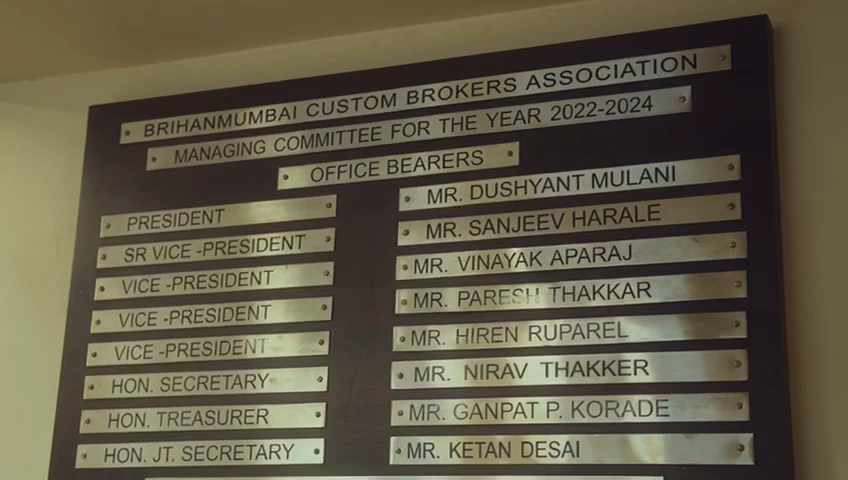 BRIHANMUMBAI CUSTOM BROKERS ASSOCIATION
MANAGING COMMITTEE FOR THE YEAR 2022-2024
OFFICE BEARERS
PRESIDENT MR. DUSHYANT MULANI
SR VICE -PRESIDENT MR. SANJEEV HARALE
VICE -PRESIDENT MR. VINAYAK APARAJ
VICE -PRESIDENT MR. PARESH THAKKAR
VICE -PRESIDENT MR. HIREN RUPAREL
HON. SECRETARY MR. NIRAV THAKKER
HON. TREASURER MR. GANPAT P. KORADE
HON. JT. SECRETARY MR. KETAN DESAI